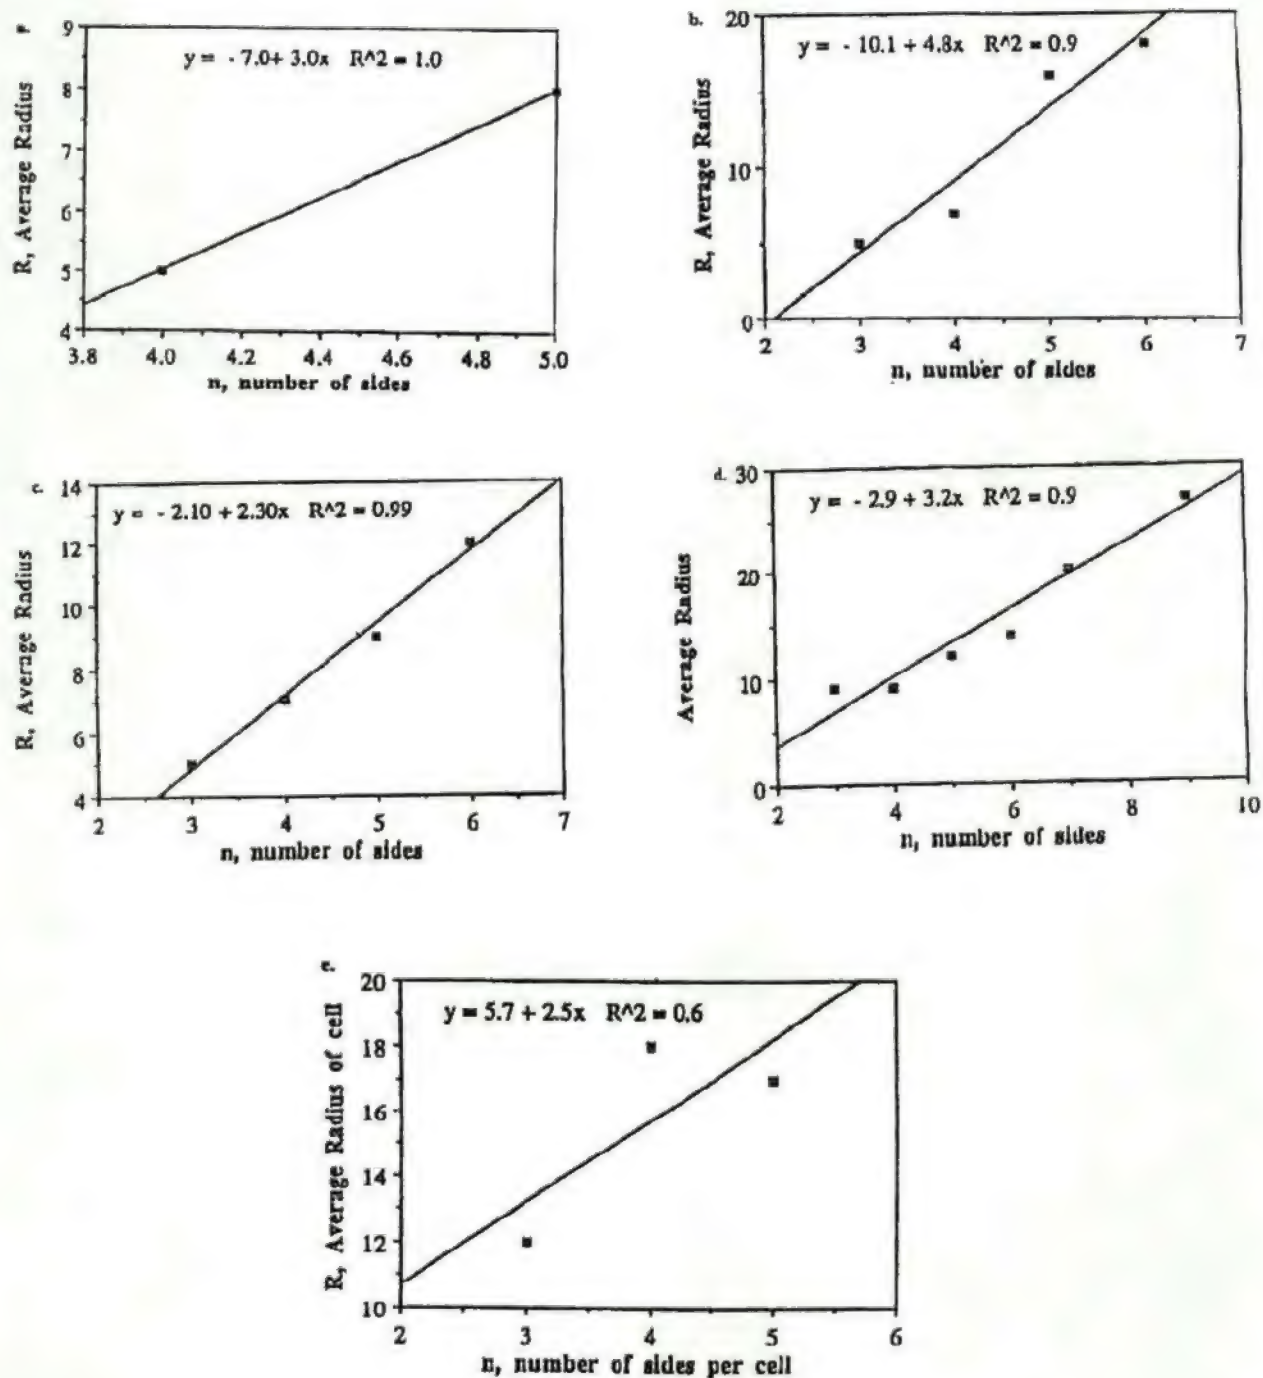 9
y = - 7.0+ 3.0x R^2 = 1.0
8
7
6
5
4
R, Average Radius
3.8 4.0 4.2 4.4 4.6 4.8 5.0
n, number of sides
b.
20
y = - 10.1 + 4.8x R^2 = 0.9
10
0
R, Average Radius
2 3 4 5 6 7
n, number of sides
c.
14
y = - 2.10 + 2.30x R^2 = 0.99
12
10
8
6
4
R, Average Radius
2 3 4 5 6 7
n, number of sides
d.
30
y = - 2.9 + 3.2x R^2 = 0.9
20
10
0
Average Radius
2 4 6 8 10
n, number of sides
e.
20
y = 5.7 + 2.5x R^2 = 0.6
18
16
14
12
10
R, Average Radius of cell
2 3 4 5 6
n, number of sides per cell